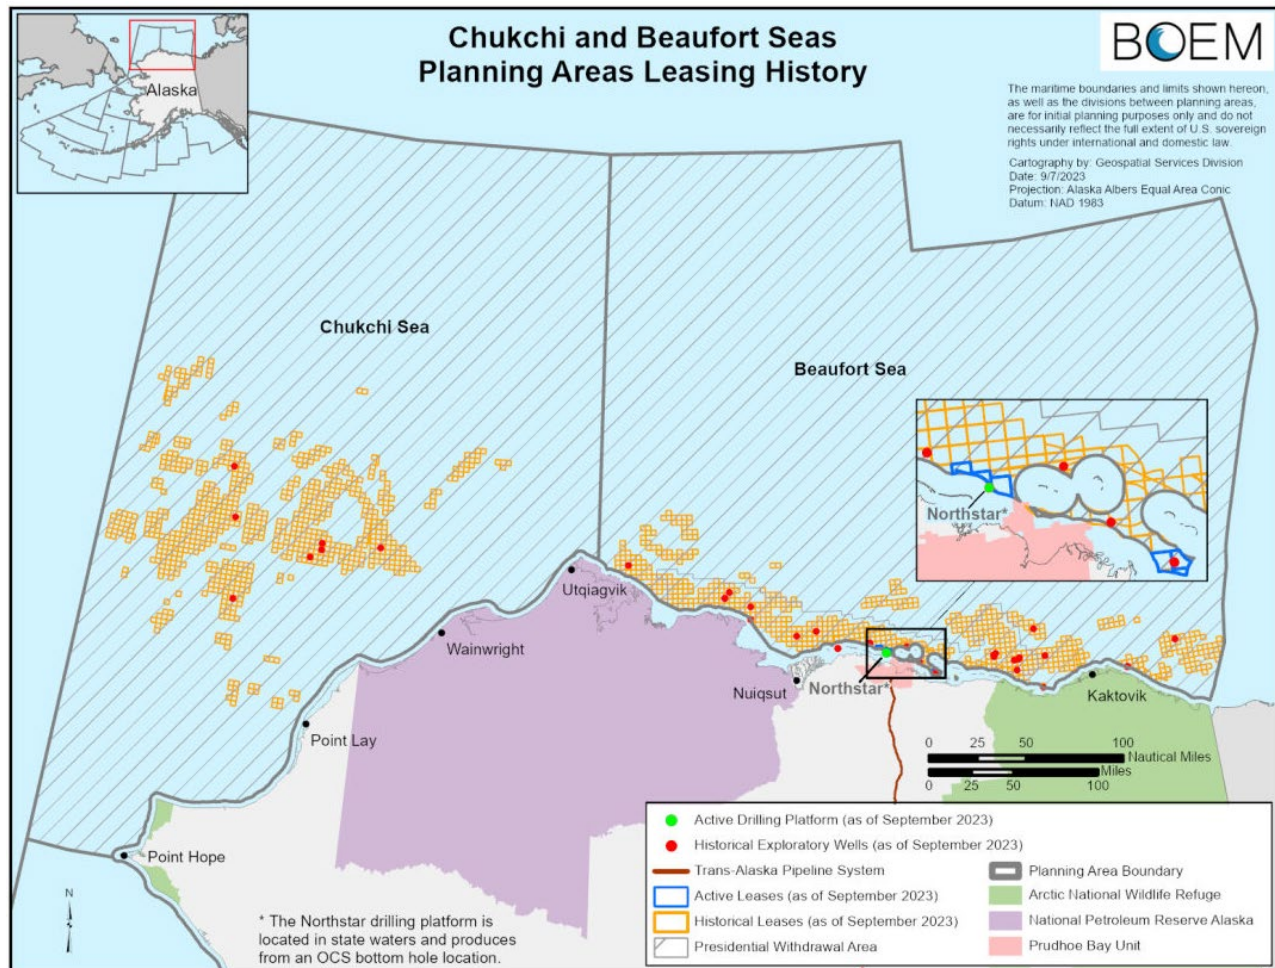 Chukchi and Beaufort Seas
Planning Areas Leasing History
BOEM
The maritime boundaries and limits shown hereon,
as well as the divisions between planning areas,
are for initial planning purposes only and do not
necessarily reflect the full extent of U.S. sovereign
rights under international and domestic law.
Cartography by: Geospatial Services Division
Date: 9/7/2023
Projection: Alaska Albers Equal Area Conic
Datum: NAD 1983
Alaska
Chukchi Sea
Beaufort Sea
Northstar*
Utqiagvik
Wainwright
Nuiqsut
Northstar*
Kaktovik
Point Lay
Point Hope
0 25 50 100
Nautical Miles
Miles
0 25 50 100
N
* The Northstar drilling platform is
located in state waters and produces
from an OCS bottom hole location.
Active Drilling Platform (as of September 2023)
Historical Exploratory Wells (as of September 2023)
Trans-Alaska Pipeline System
Active Leases (as of September 2023)
Historical Leases (as of September 2023)
Presidential Withdrawal Area
Planning Area Boundary
Arctic National Wildlife Refuge
National Petroleum Reserve Alaska
Prudhoe Bay Unit